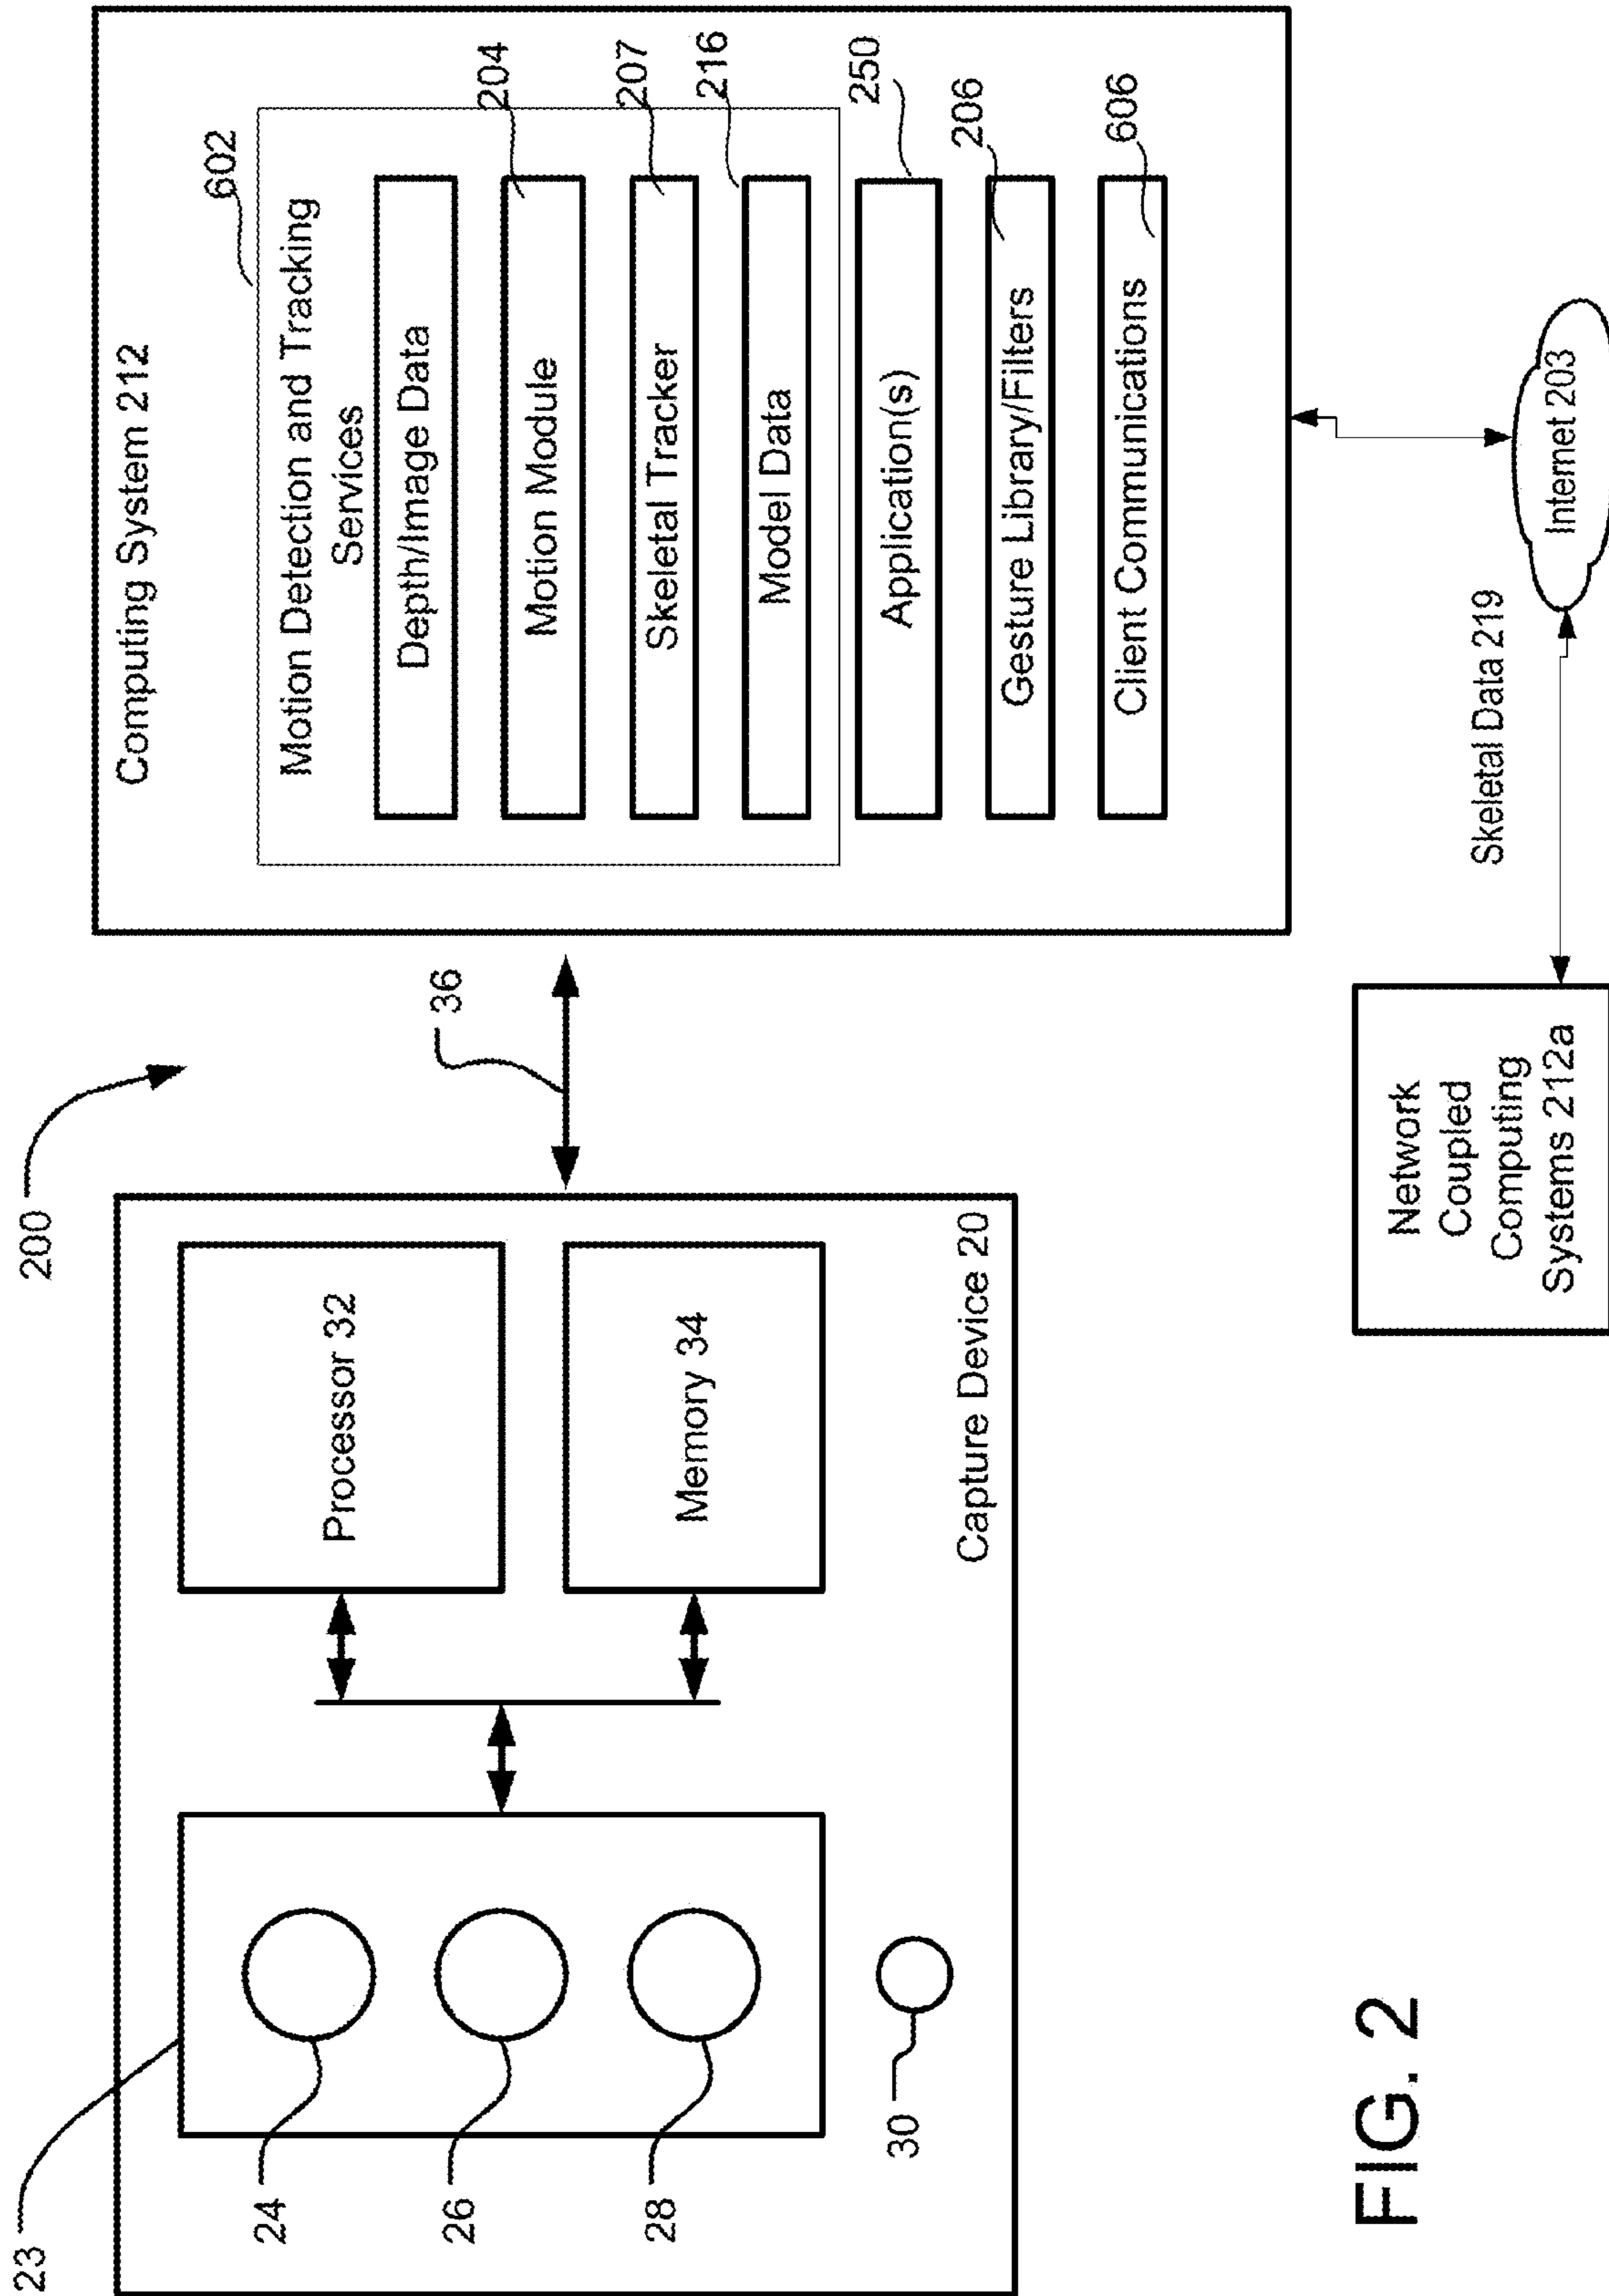 200
23
24
26
28
30
Processor 32
Memory 34
Capture Device 20
36
Computing System 212
602
Motion Detection and Tracking
Services
Depth/Image Data
Motion Module
204
Skeletal Tracker
207
Model Data
216
Application(s)
250
Gesture Library/Filters
206
Client Communications
606
Network
Coupled
Computing
Systems 212a
Skeletal Data 219
Internet 203
FIG. 2